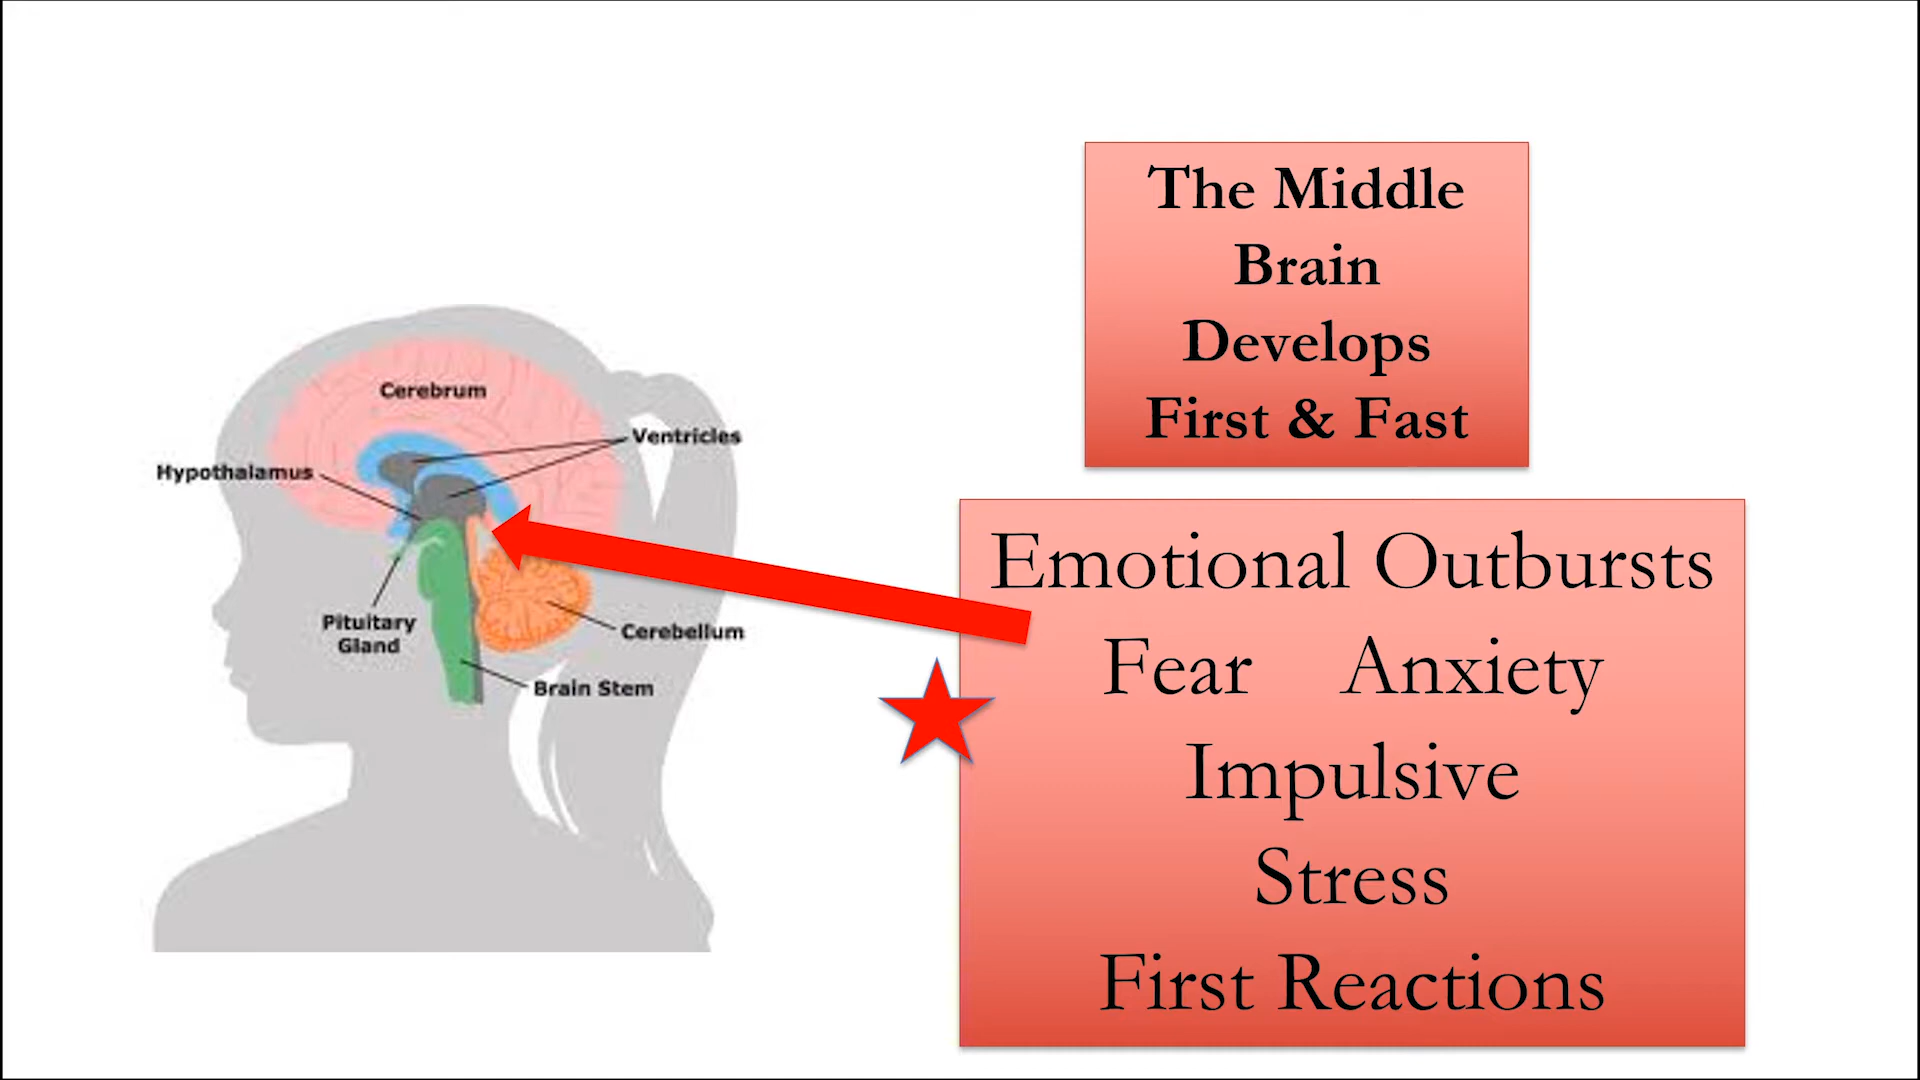 The Middle
Brain
Develops
First & Fast
Cerebrum
Ventricles
Hypothalamus
Pituitary
Gland
Cerebellum
Brain Stem
Emotional Outbursts
Fear Anxiety
Impulsive
Stress
First Reactions